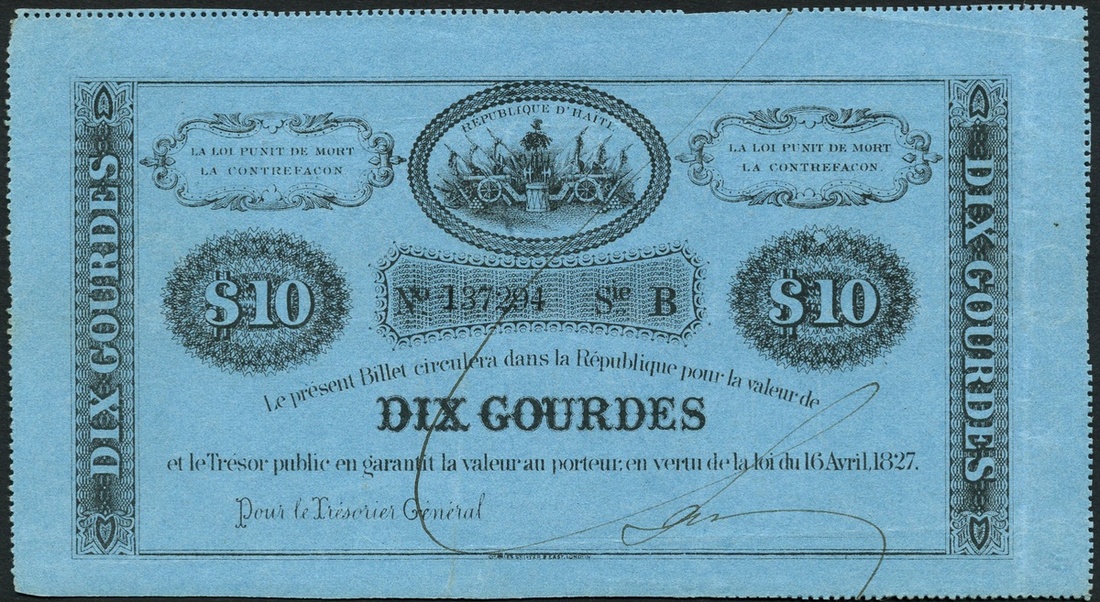 RÉPUBLIQUE D'HAITI
LA LOI PUNIT DE MORT
LA CONTREFACON.
LA LOI PUNIT DE MORT
LA CONTREFACON.
DIX GOURDES
DIX GOURDES
$10
No 137294 Sie B
$10
Le présent Billet circulera dans la République pour la valeur de
DIX GOURDES
et le Trésor public en garantit la valeur au porteur, en vertu de la loi du 16 Avril, 1827.
Pour le Trésorier Général